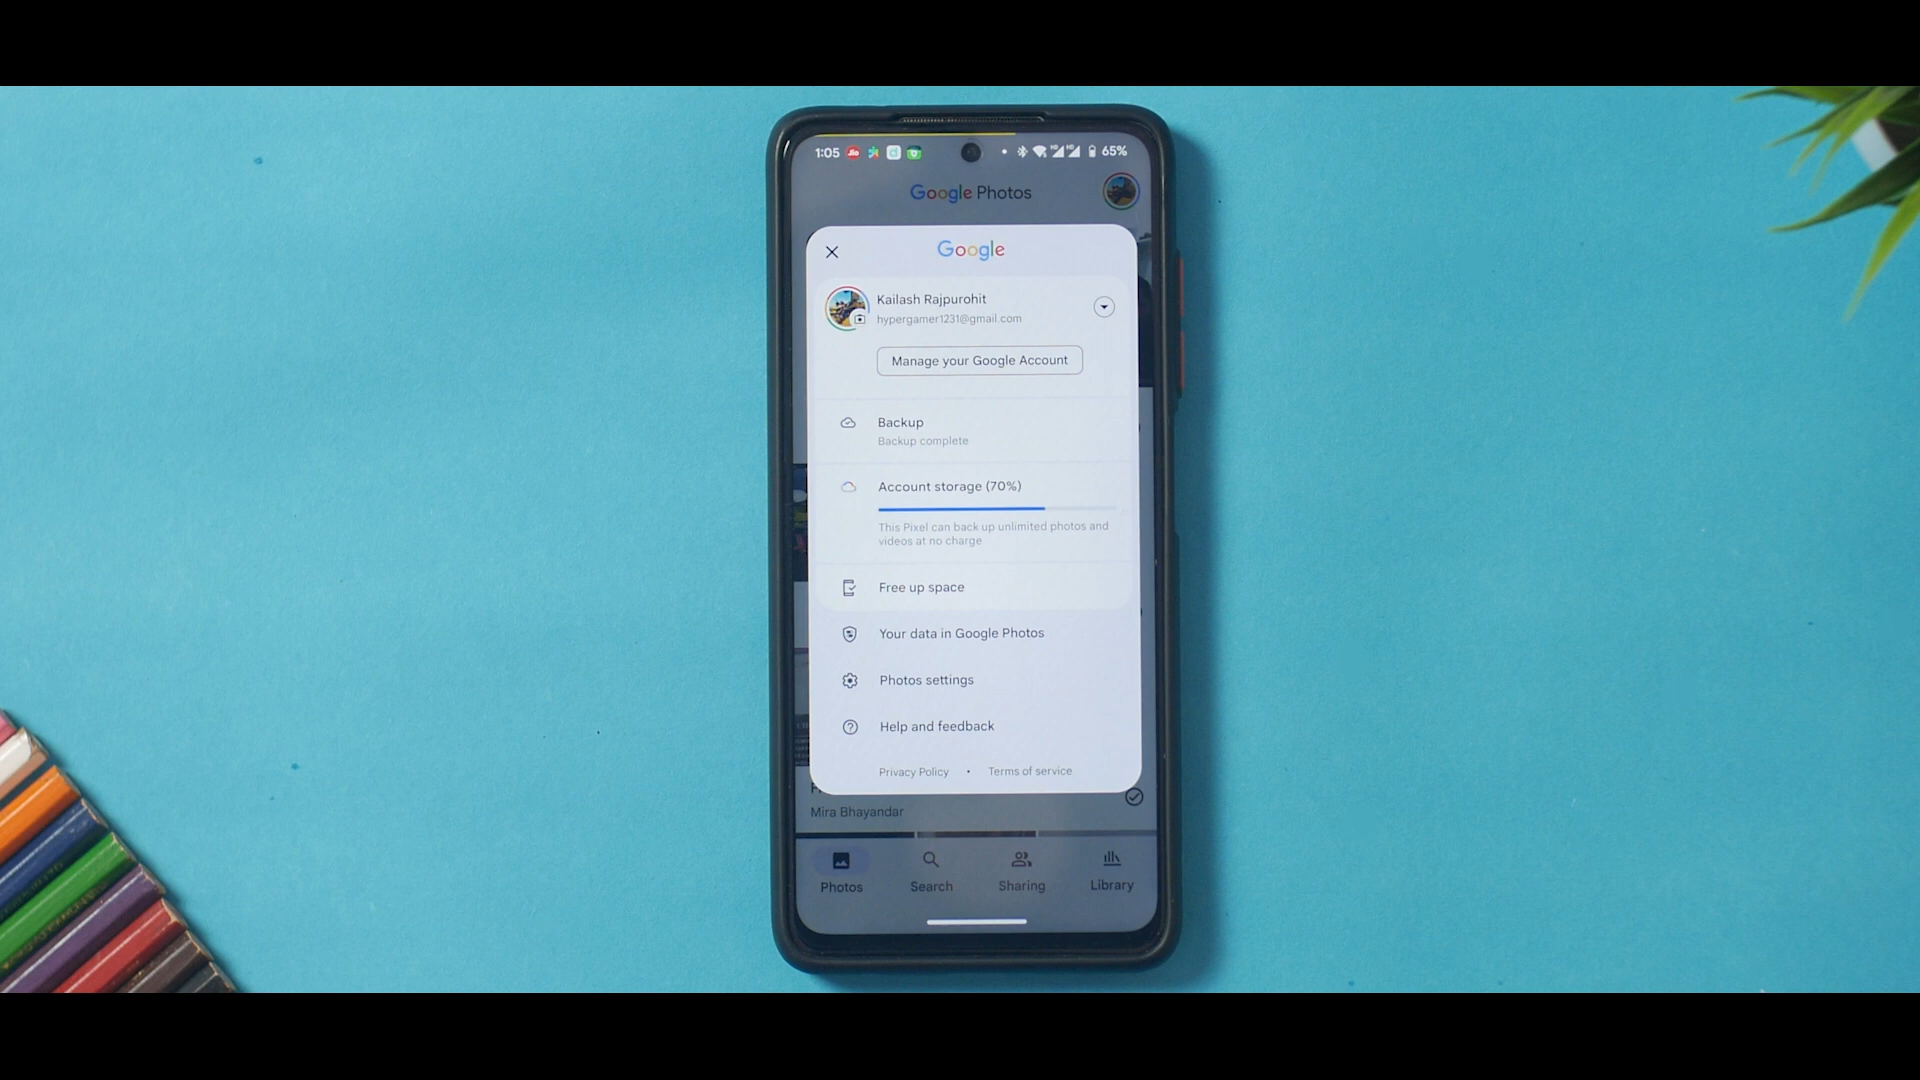 1:05
Jio
65%
Google Photos
Google
Kailash Rajpurohit
hypergamer1231@gmail.com
Manage your Google Account
Backup
Backup complete
Account storage (70%)
This Pixel can back up unlimited photos and
videos at no charge
Free up space
Your data in Google Photos
Photos settings
Help and feedback
Privacy Policy • Terms of service
Mira Bhayandar
Photos
Search
Sharing
Library